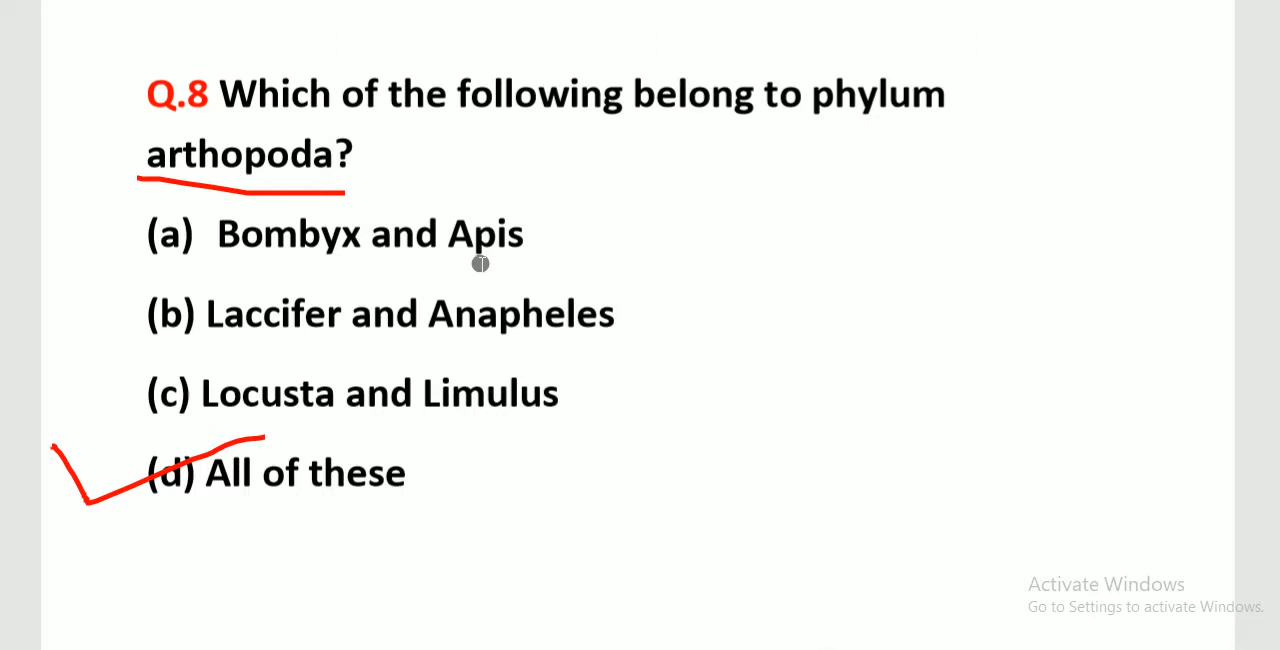 Q.8 Which of the following belong to phylum
arthopoda?
(a) Bombyx and Apis
(b) Laccifer and Anapheles
(c) Locusta and Limulus
(d) All of these
Activate Windows
Go to Settings to activate Windows.